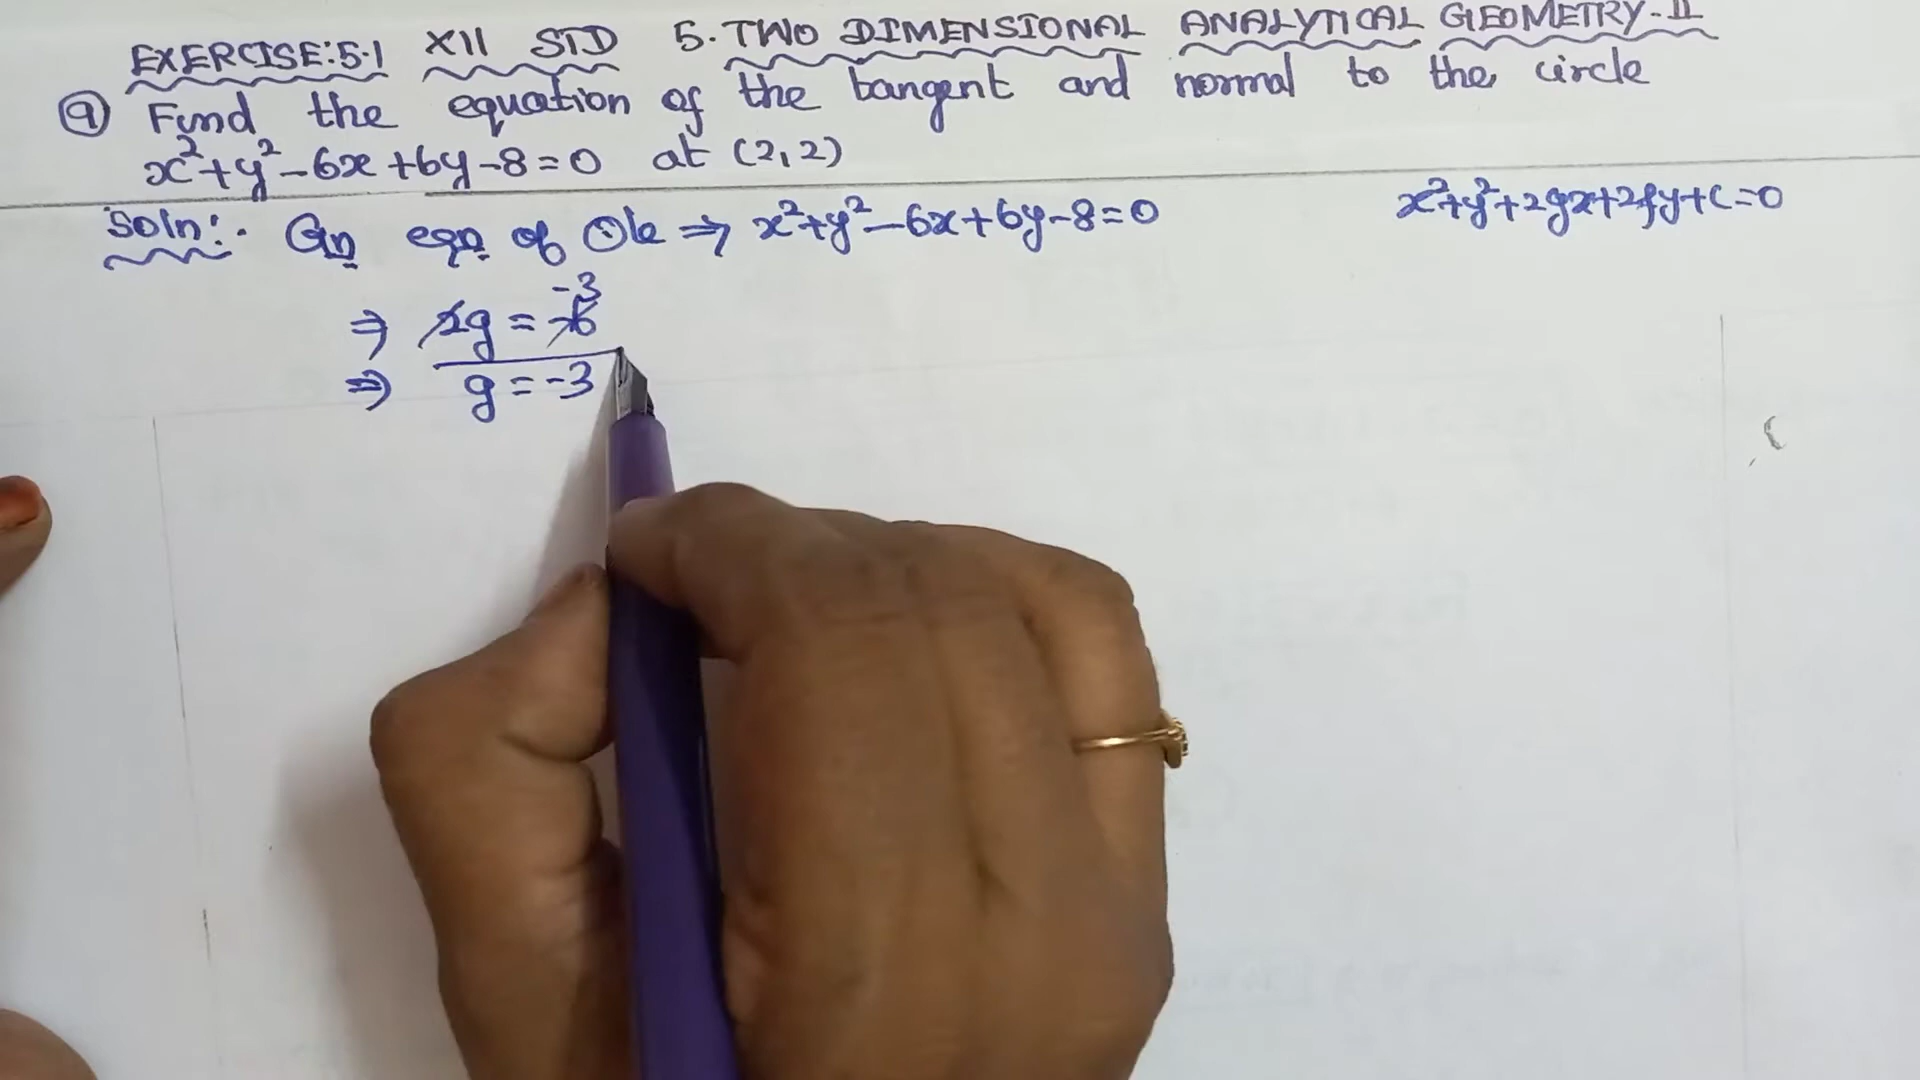 EXERCISE:5.1 XII STD 5.TWO DIMENSIONAL ANALYTICAL GEOMETRY-II
⑨ Find the equation of the tangent and normal to the circle
x²+y²-6x+6y-8=0 at (2,2)
Soln:. Gn eqn of ⊙le ⇒ x²+y²-6x+6y-8=0
x²+y²+2gx+2fy+c=0
-3
⇒ 2g = -6
⇒ g = -3